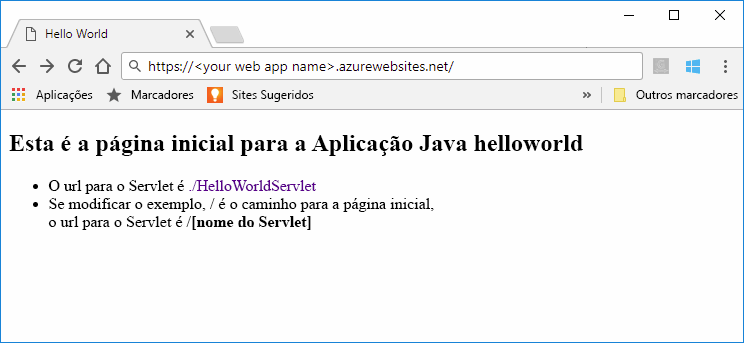 Hello World
https://<your web app name>.azurewebsites.net/
Aplicações Marcadores Sites Sugeridos » Outros marcadores
Esta é a página inicial para a Aplicação Java helloworld
• O url para o Servlet é ./HelloWorldServlet
• Se modificar o exemplo, / é o caminho para a página inicial,
o url para o Servlet é /[nome do Servlet]